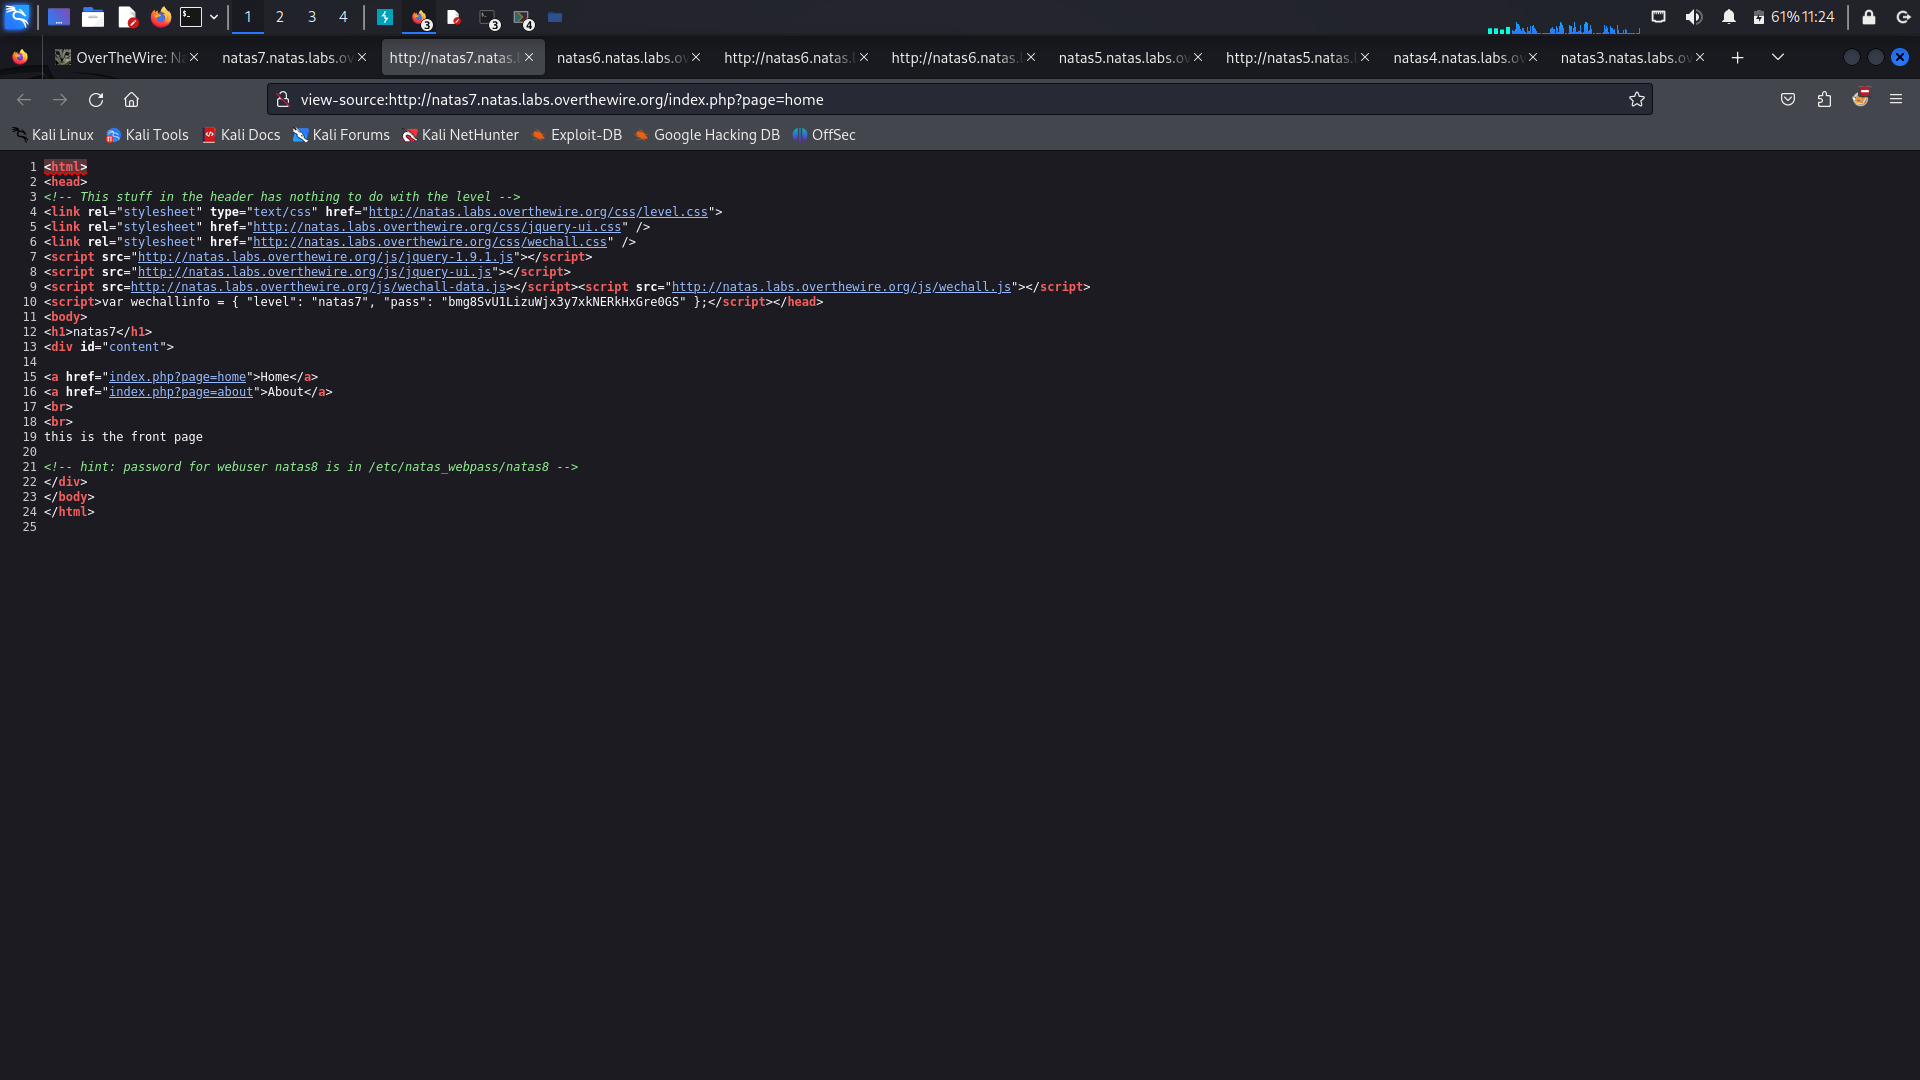 1 2 3 4 3 3 4 61% 11:24
OverTheWire: Na natas7.natas.labs.ov http://natas7.natas.l natas6.natas.labs.ov http://natas6.natas. http://natas6.natas. natas5.natas.labs.ov http://natas5.natas. natas4.natas.labs.ov natas3.natas.labs.ov
view-source:http://natas7.natas.labs.overthewire.org/index.php?page=home
Kali Linux Kali Tools Kali Docs Kali Forums Kali NetHunter Exploit-DB Google Hacking DB OffSec
1 <html>
2 <head>
3 <!-- This stuff in the header has nothing to do with the level -->
4 <link rel="stylesheet" type="text/css" href="http://natas.labs.overthewire.org/css/level.css">
5 <link rel="stylesheet" href="http://natas.labs.overthewire.org/css/jquery-ui.css" />
6 <link rel="stylesheet" href="http://natas.labs.overthewire.org/css/wechall.css" />
7 <script src="http://natas.labs.overthewire.org/js/jquery-1.9.1.js"></script>
8 <script src="http://natas.labs.overthewire.org/js/jquery-ui.js"></script>
9 <script src=http://natas.labs.overthewire.org/js/wechall-data.js></script><script src="http://natas.labs.overthewire.org/js/wechall.js"></script>
10 <script>var wechallinfo = { "level": "natas7", "pass": "bmg8SvU1LizuWjx3y7xkNERkHxGre0GS" };</script></head>
11 <body>
12 <h1>natas7</h1>
13 <div id="content">
14
15 <a href="index.php?page=home">Home</a>
16 <a href="index.php?page=about">About</a>
17 <br>
18 <br>
19 this is the front page
20
21 <!-- hint: password for webuser natas8 is in /etc/natas_webpass/natas8 -->
22 </div>
23 </body>
24 </html>
25